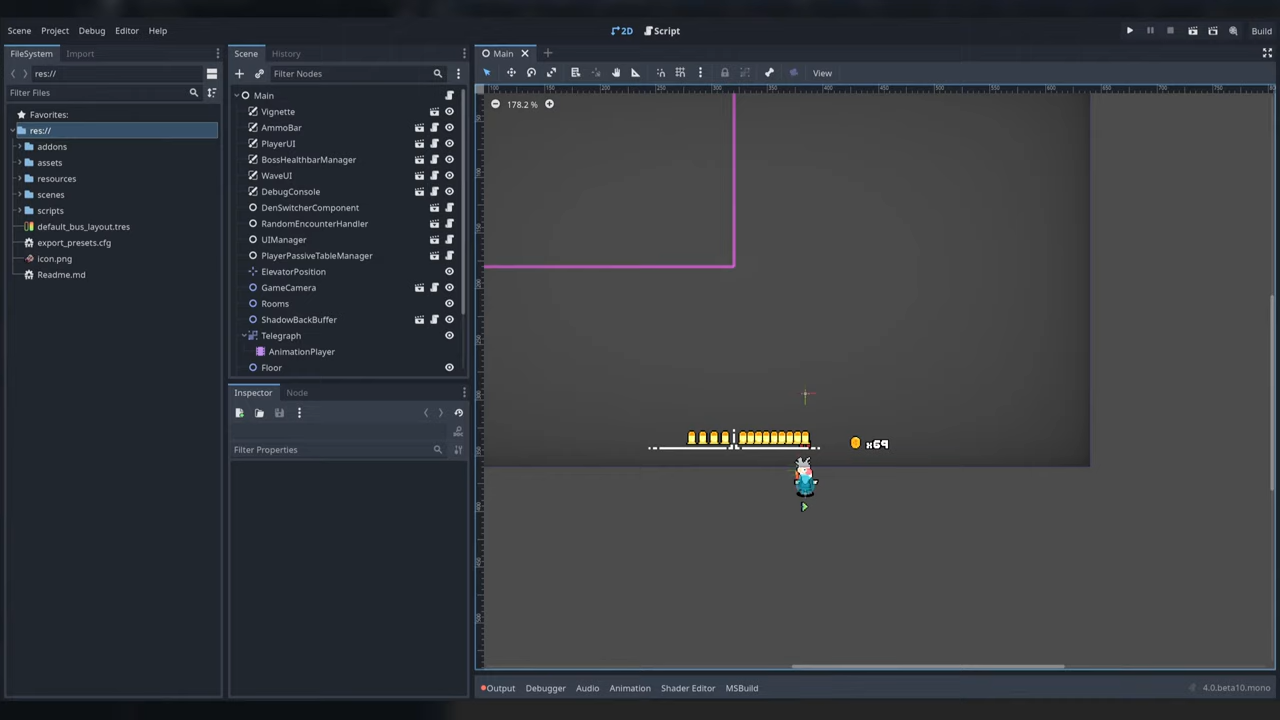 Scene Project Debug Editor Help
2D Script
Build
FileSystem Import
res://
Filter Files
Favorites:
res://
addons
assets
resources
scenes
scripts
default_bus_layout.tres
export_presets.cfg
icon.png
Readme.md
Scene History
Filter Nodes
Main
Vignette
AmmoBar
PlayerUI
BossHealthbarManager
WaveUI
DebugConsole
DenSwitcherComponent
RandomEncounterHandler
UIManager
PlayerPassiveTableManager
ElevatorPosition
GameCamera
Rooms
ShadowBackBuffer
Telegraph
AnimationPlayer
Floor
Inspector Node
Filter Properties
Main
View
178.2 %
x69
Output Debugger Audio Animation Shader Editor MSBuild
4.0.beta10.mono